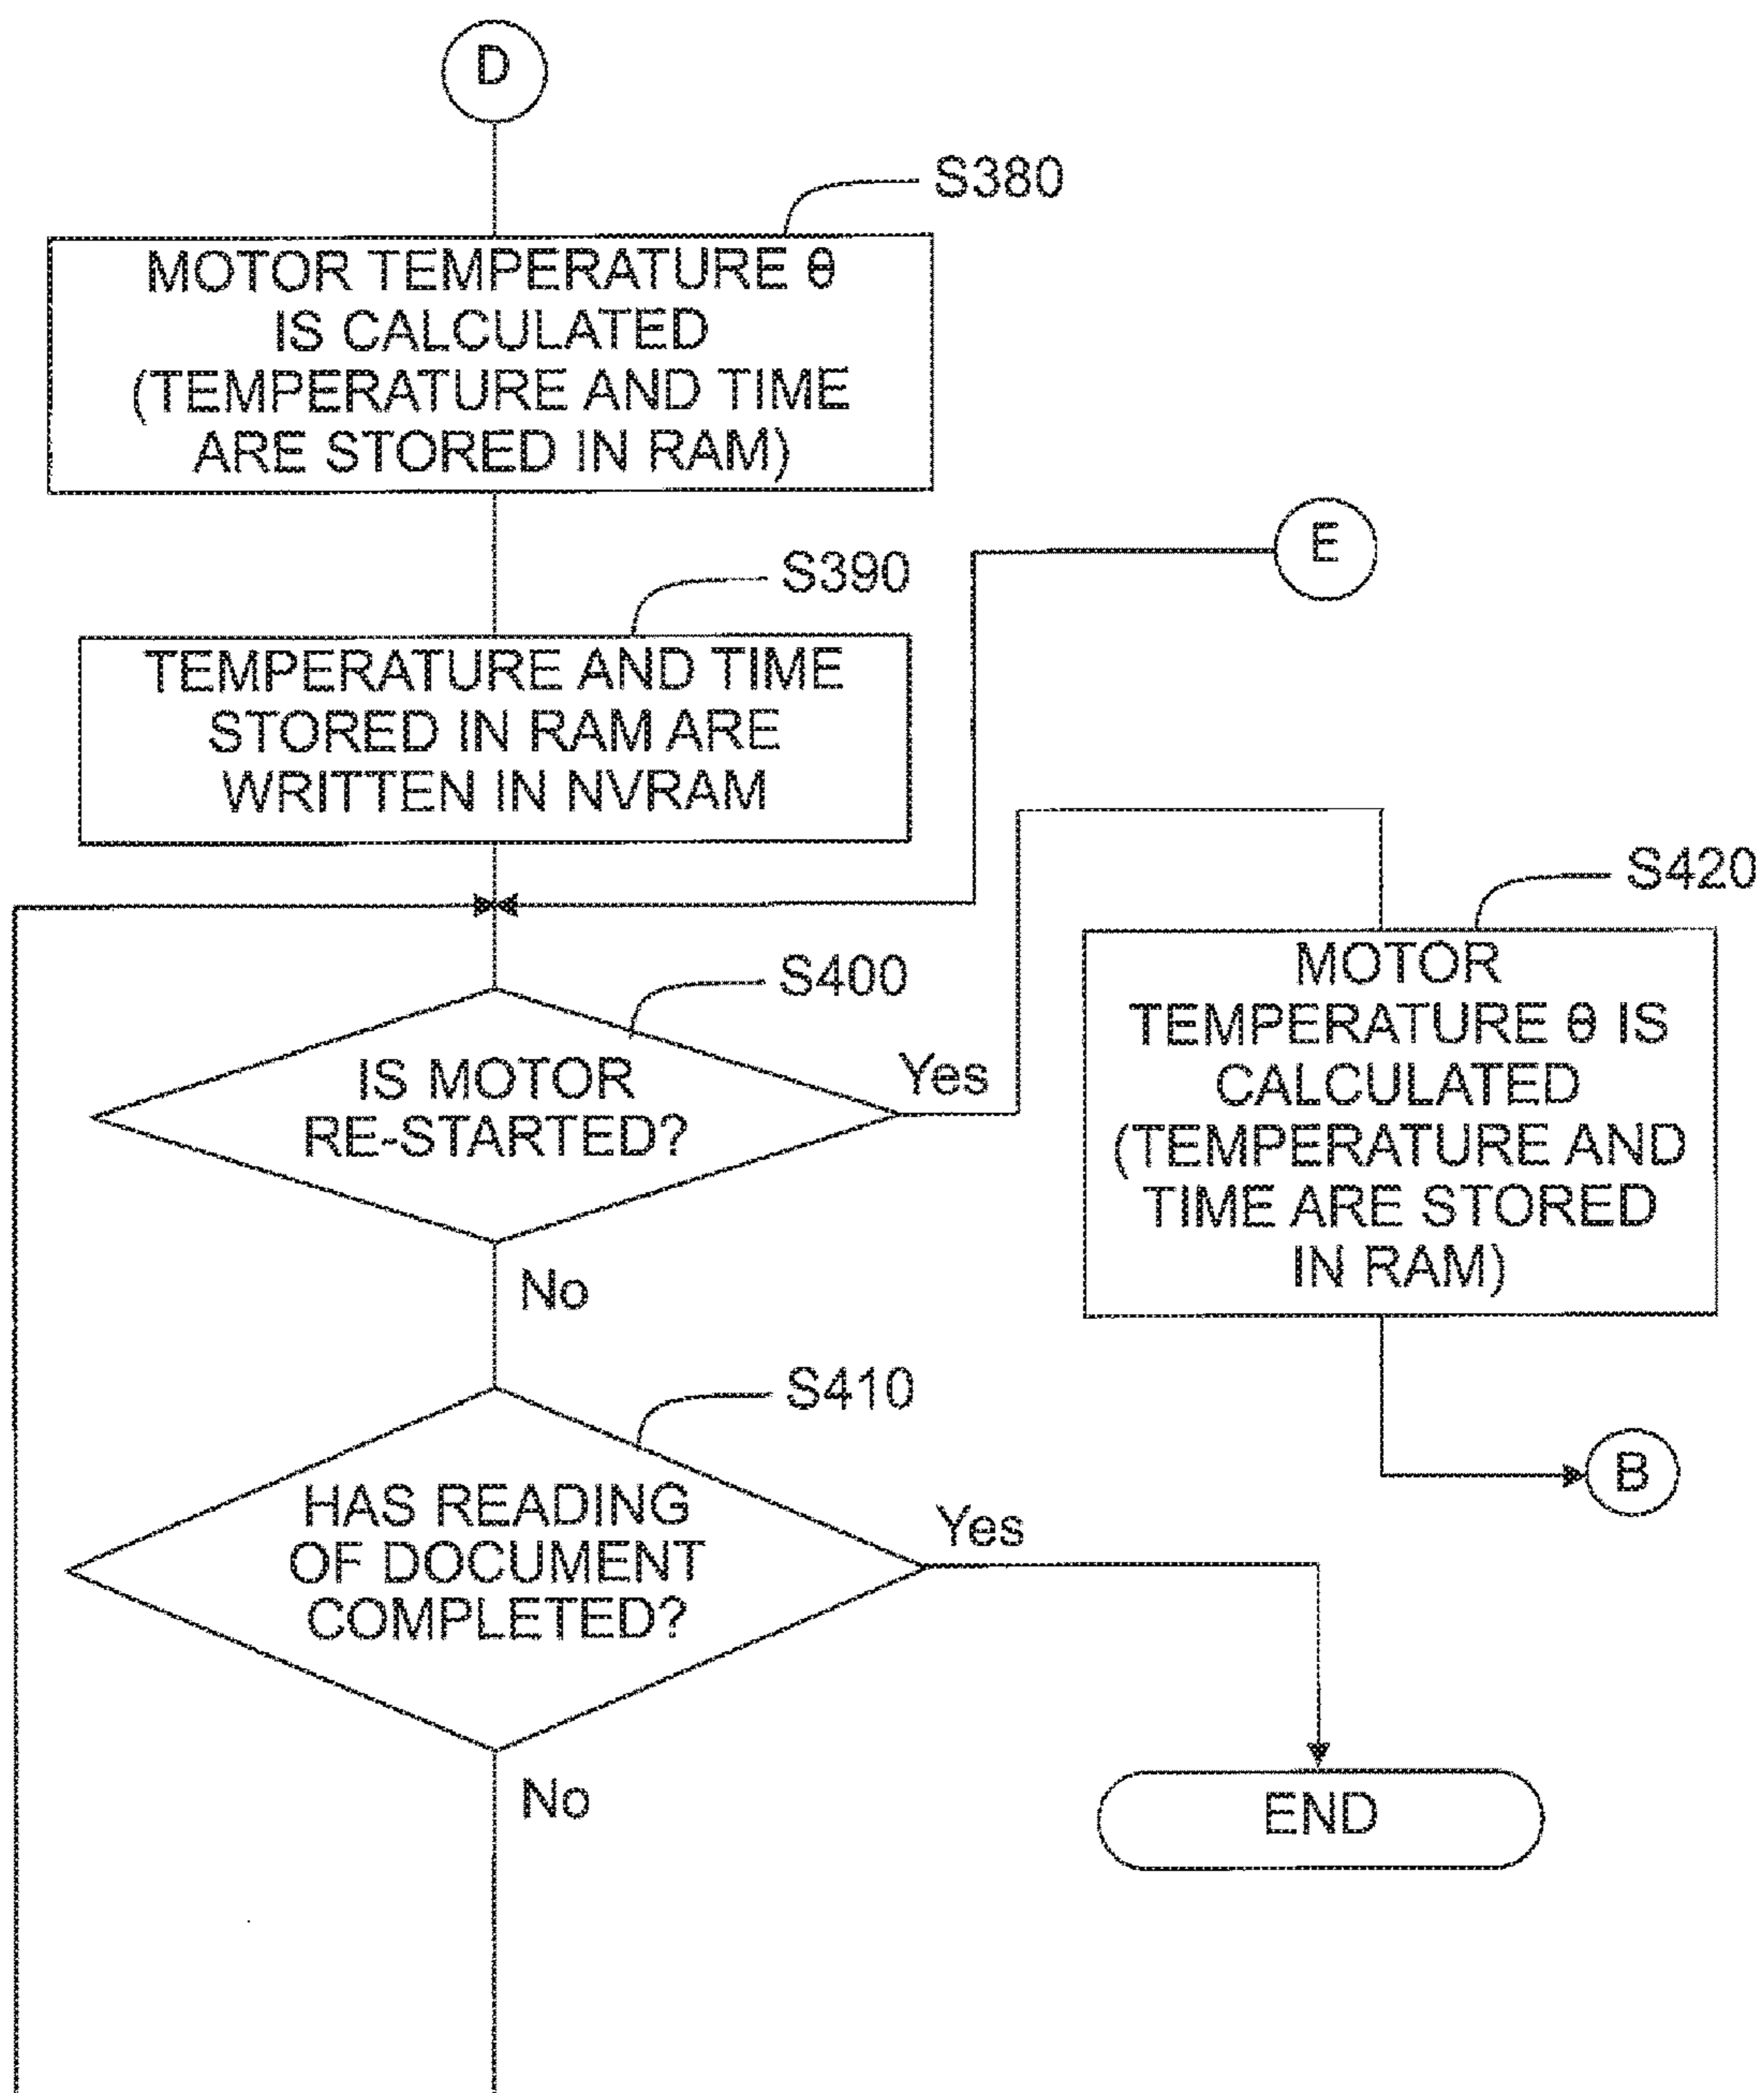 D
S380
MOTOR TEMPERATURE θ
IS CALCULATED
(TEMPERATURE AND TIME
ARE STORED IN RAM)
E
S390
TEMPERATURE AND TIME
STORED IN RAM ARE
WRITTEN IN NVRAM
S420
MOTOR
TEMPERATURE θ IS
CALCULATED
(TEMPERATURE AND
TIME ARE STORED
IN RAM)
S400
IS MOTOR
RE-STARTED?
Yes
No
S410
HAS READING
OF DOCUMENT
COMPLETED?
Yes
B
No
END